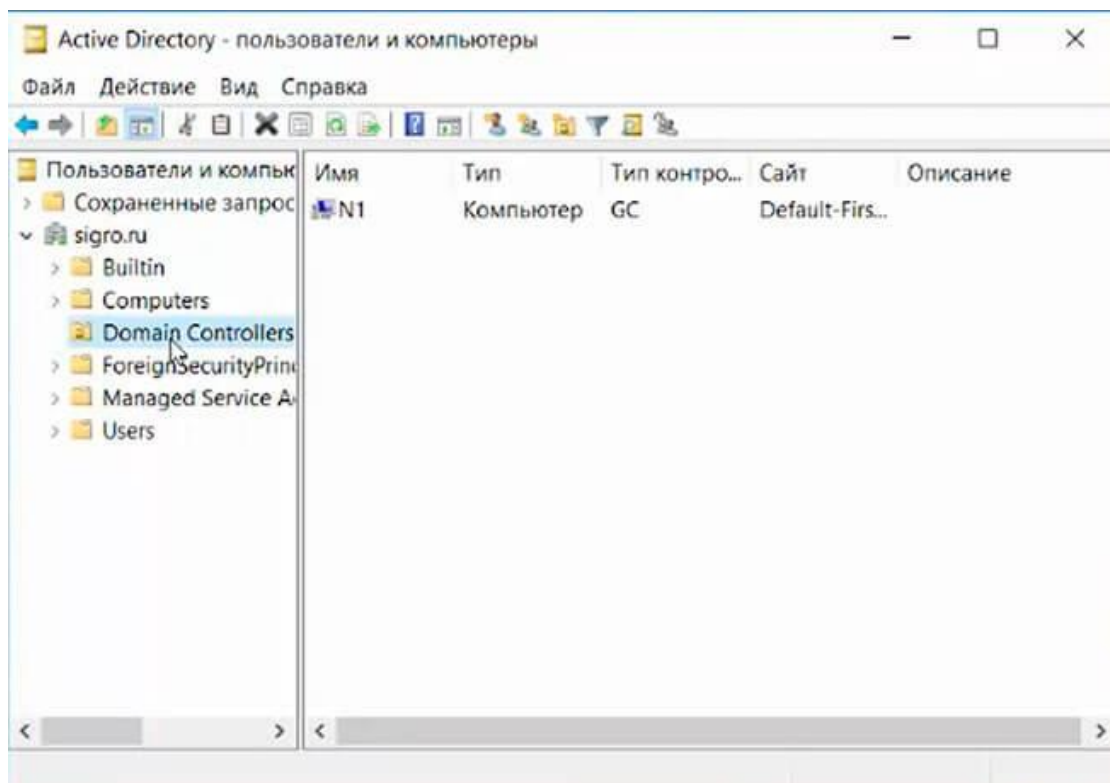 Active Directory - пользователи и компьютеры
Файл Действие Вид Справка
Пользователи и компьк
Сохраненные запрос
sigro.ru
Builtin
Computers
Domain Controllers
ForeignSecurityPrinc
Managed Service A
Users
Имя Тип Тип контро... Сайт Описание
N1 Компьютер GC Default-Firs...